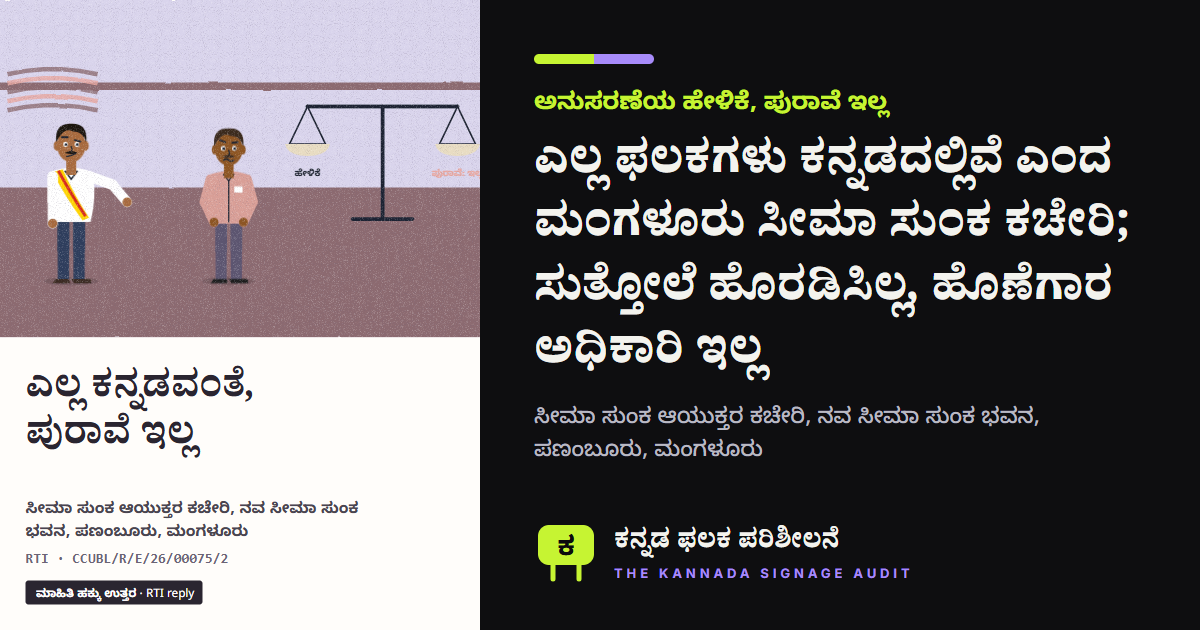 ಹೇಳಿಕೆ
ಪುರಾವೆ:
ಎಲ್ಲ ಕನ್ನಡವಂತೆ,
ಪುರಾವೆ ಇಲ್ಲ
ಸೀಮಾ ಸುಂಕ ಆಯುಕ್ತರ ಕಚೇರಿ, ನವ ಸೀಮಾ ಸುಂಕ
ಭವನ, ಪಣಂಬೂರು, ಮಂಗಳೂರು
RTI · CCUBL/R/E/26/00075/2
ಮಾಹಿತಿ ಹಕ್ಕು ಉತ್ತರ · RTI reply
ಅನುಸರಣೆಯ ಹೇಳಿಕೆ, ಪುರಾವೆ ಇಲ್ಲ
ಎಲ್ಲ ಫಲಕಗಳು ಕನ್ನಡದಲ್ಲಿವೆ ಎಂದ
ಮಂಗಳೂರು ಸೀಮಾ ಸುಂಕ ಕಚೇರಿ;
ಸುತ್ತೋಲೆ ಹೊರಡಿಸಿಲ್ಲ, ಹೊಣೆಗಾರ
ಅಧಿಕಾರಿ ಇಲ್ಲ
ಸೀಮಾ ಸುಂಕ ಆಯುಕ್ತರ ಕಚೇರಿ, ನವ ಸೀಮಾ ಸುಂಕ ಭವನ,
ಪಣಂಬೂರು, ಮಂಗಳೂರು
ಕ
ಕನ್ನಡ ಫಲಕ ಪರಿಶೀಲನೆ
THE KANNADA SIGNAGE AUDIT